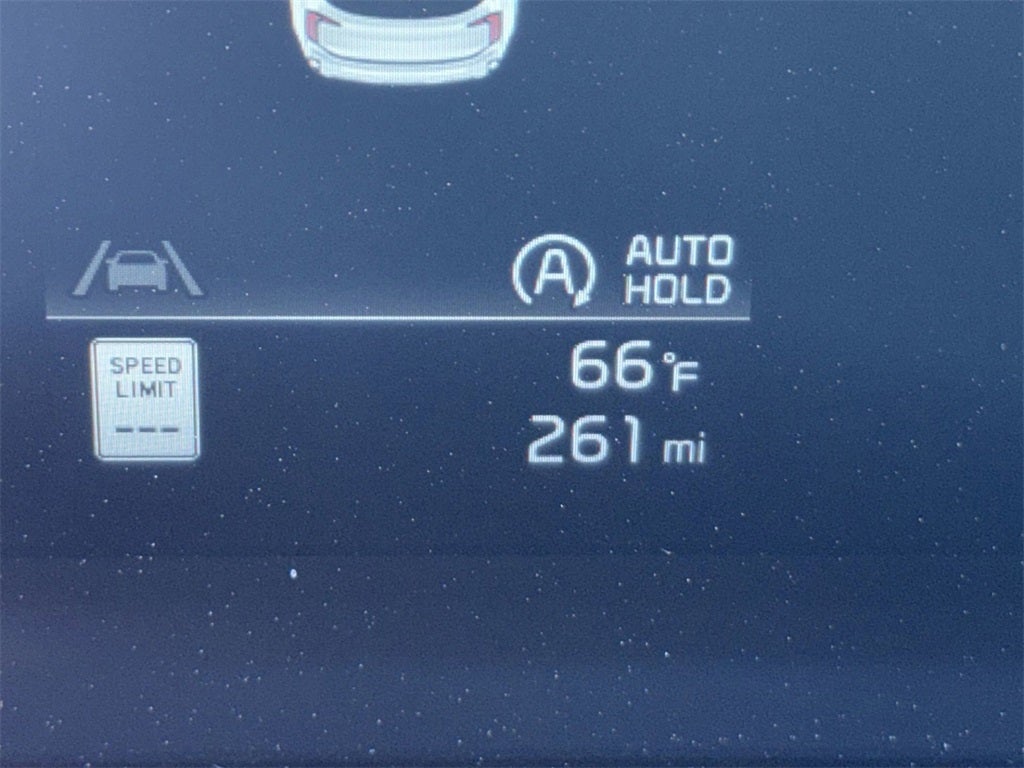 A AUTO
HOLD
SPEED
LIMIT
---
66°F
261 mi